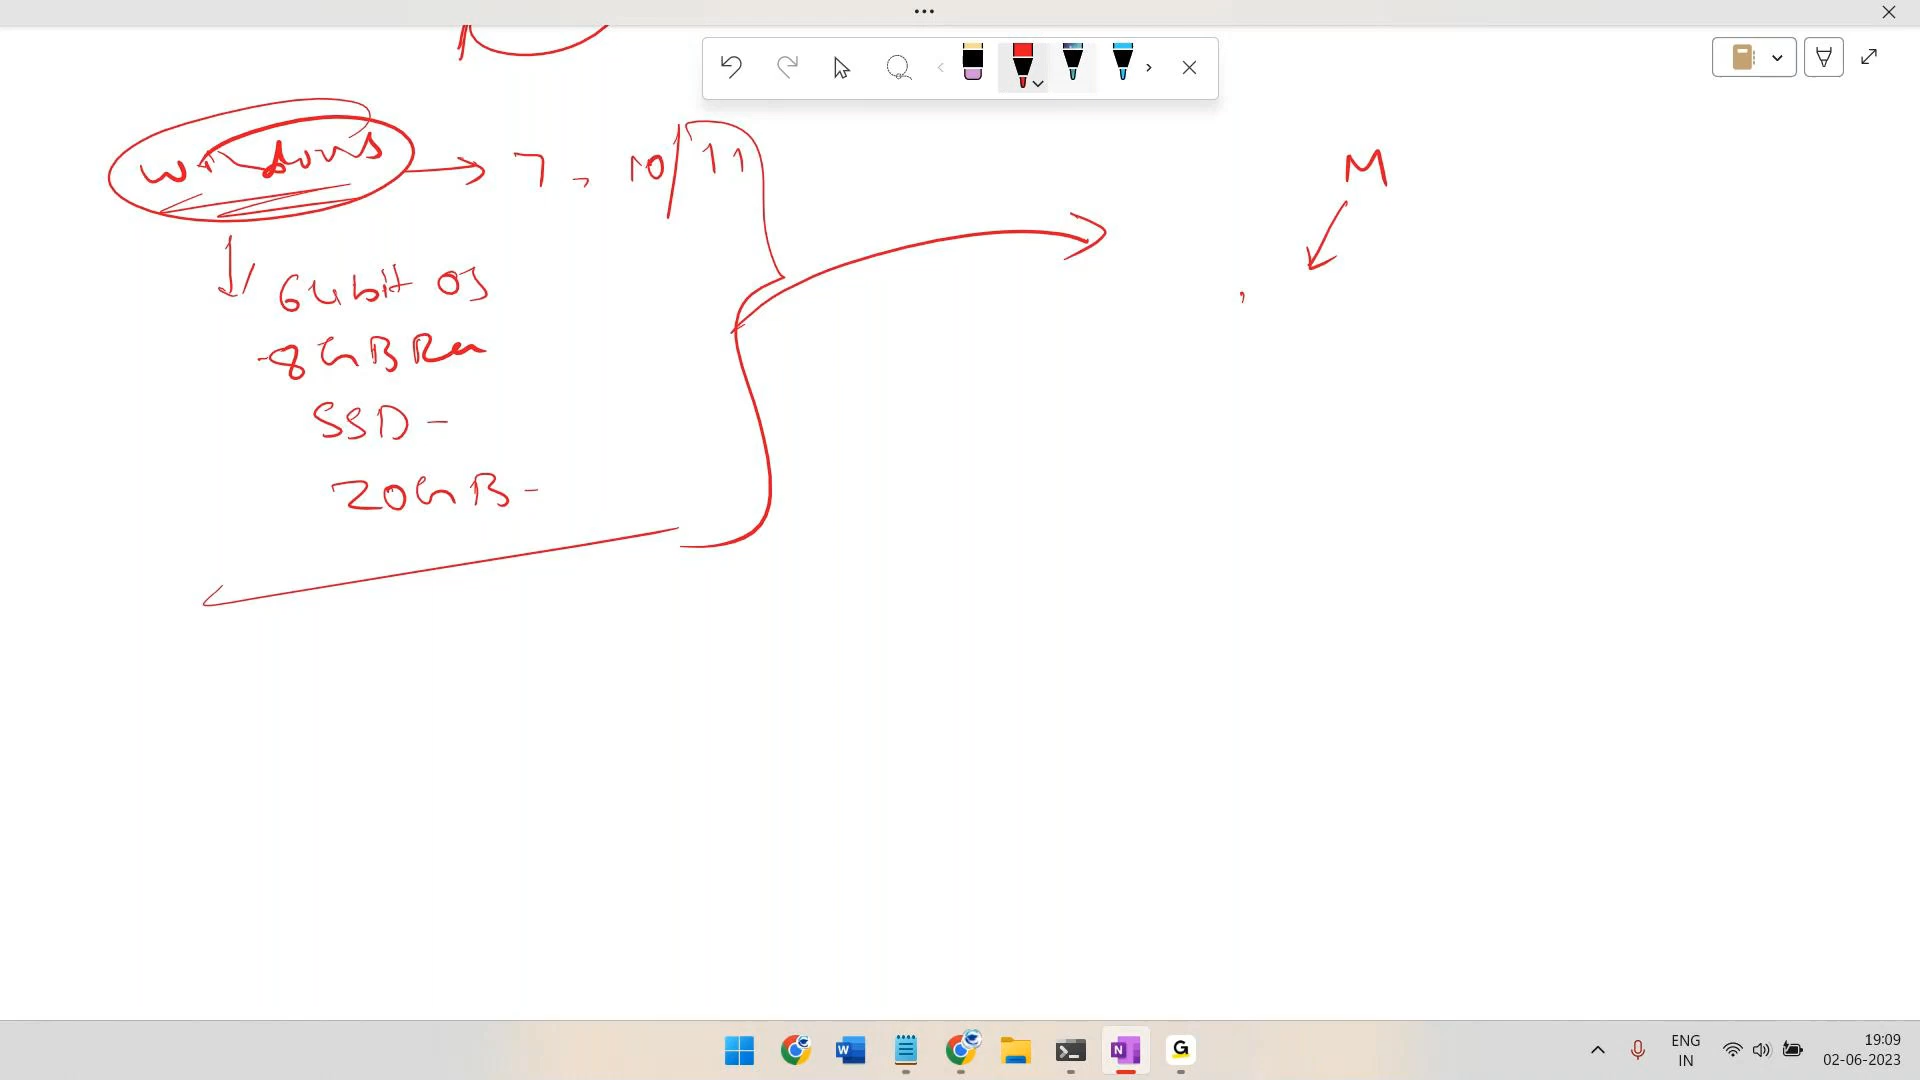 windows → 7, 10/11
M
64bit OS
-8GB Ram
SSD -
20GB -
ENG
IN
19:09
02-06-2023